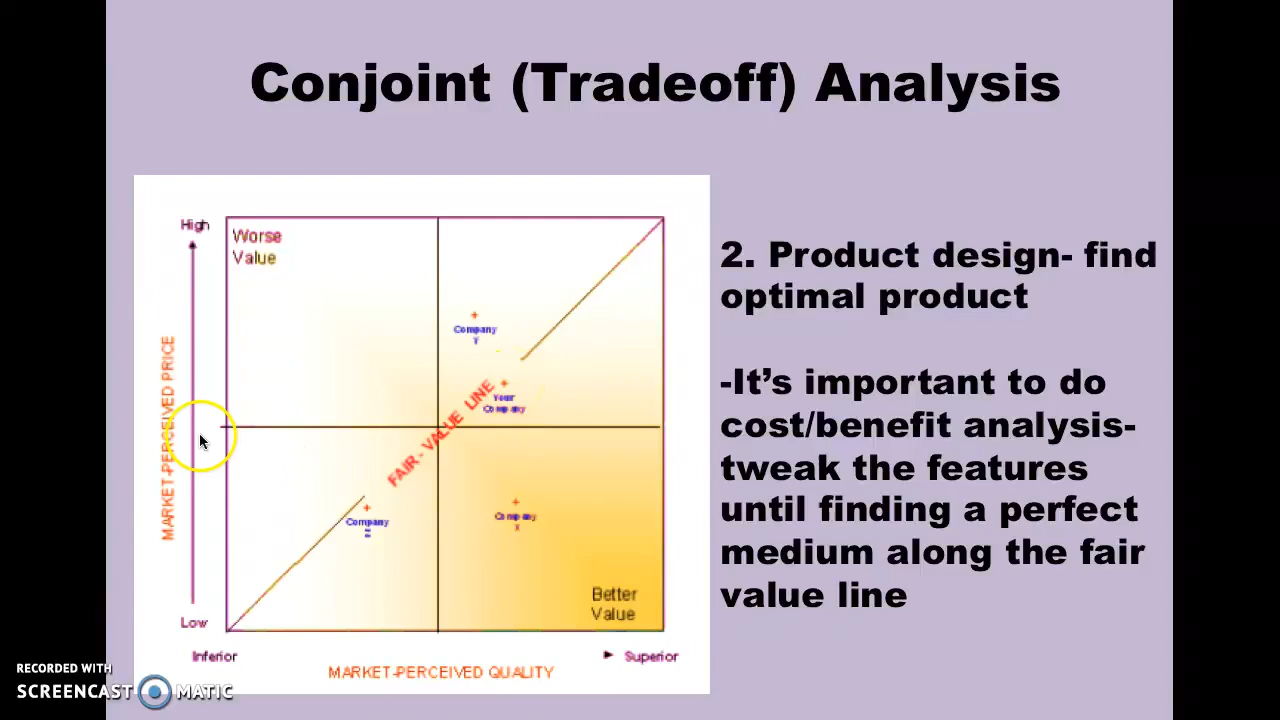 Conjoint (Tradeoff) Analysis
High
Worse
Value
Company
Y
2. Product design- find
optimal product
-It's important to do
cost/benefit analysis-
tweak the features
until finding a perfect
medium along the fair
value line
MARKET-PERCEIVED PRICE
FAIR - VALUE LINE
Your
Company
Company
Z
Company
X
Better
Value
Low
Inferior
Superior
MARKET-PERCEIVED QUALITY
RECORDED WITH
SCREENCAST MATIC